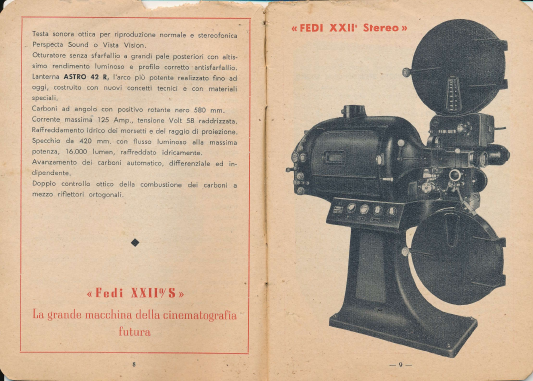 Testa sonora ottica per riproduzione normale e stereofonica
Perspecta Sound o Vista Vision.
Otturatore senza sfarfallio a grandi pale posteriori con altis-
simo rendimento luminoso e profilo corretto antisfarfallio.
Lanterna ASTRO 42 R, l'arco più potente realizzato fino ad
oggi, costruito con nuovi concetti tecnici e con materiali
speciali.
Carboni ad angolo con positivo rotante nero 580 mm.
Corrente massima 125 Amp., tensione Volt 58 raddrizzata.
Raffreddamento idrico dei morsetti e del raggio di proiezione.
Specchio da 420 mm. con flusso luminoso alla massima
potenza, 16.000 lumen, raffreddato idricamente.
Avanzamento dei carboni automatico, differenziale ed in-
dipendente.
Doppio controllo ottico della combustione dei carboni a
mezzo riflettori ortogonali.
« Fedi XXII°/S »
La grande macchina della cinematografia
futura
8
« FEDI XXII° Stereo »
— 9 —